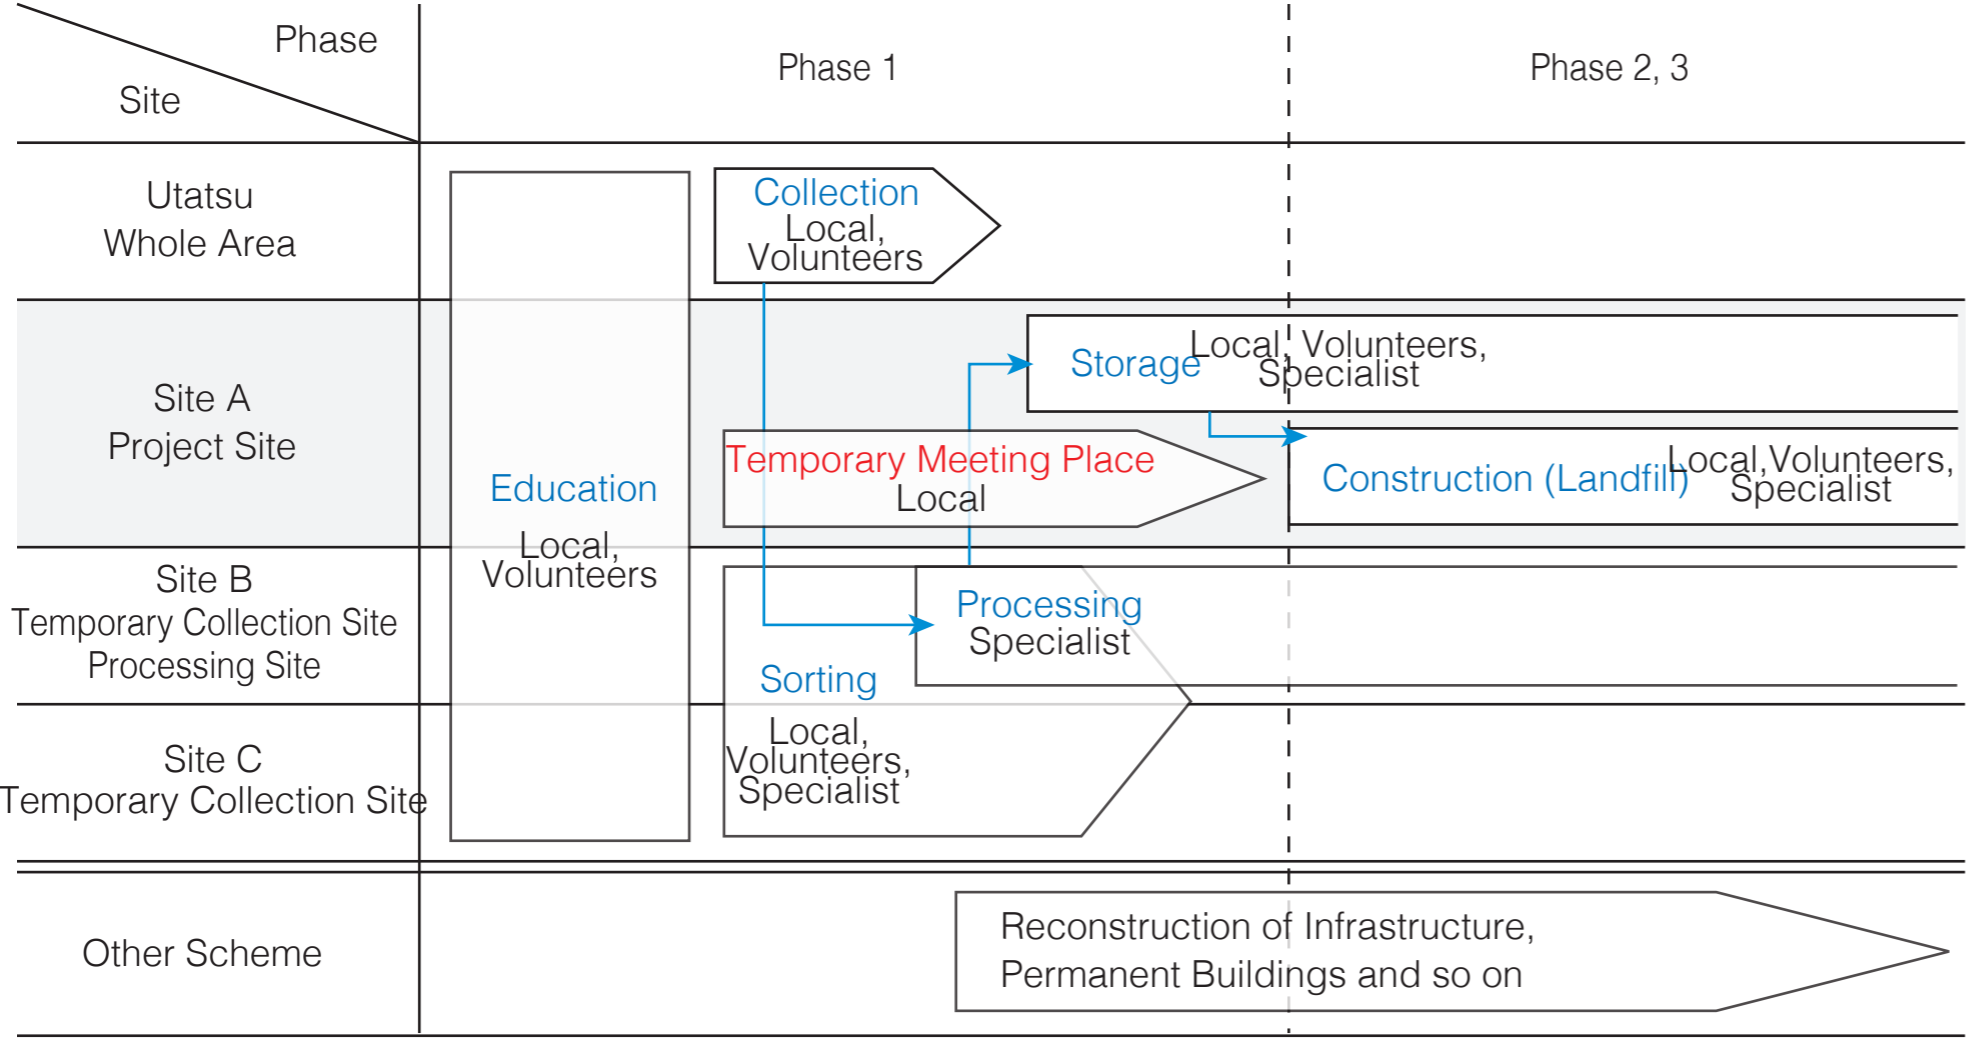 Phase
Site
Phase 1
Phase 2, 3
Utatsu
Whole Area
Collection
Local,
Volunteers
Site A
Project Site
Storage
Local, Volunteers,
Specialist
Temporary Meeting Place
Local
Construction (Landfill)
Local,Volunteers,
Specialist
Education
Local,
Volunteers
Site B
Temporary Collection Site
Processing Site
Processing
Specialist
Sorting
Local,
Volunteers,
Specialist
Site C
Temporary Collection Site
Other Scheme
Reconstruction of Infrastructure,
Permanent Buildings and so on